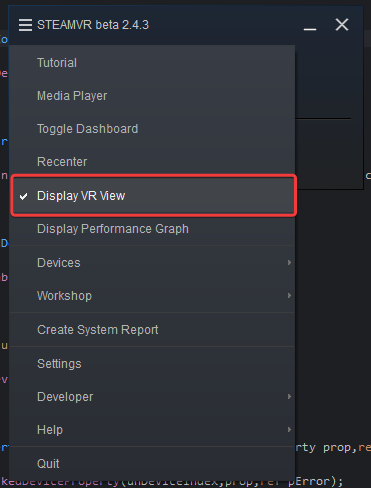 STEAMVR beta 2.4.3
Tutorial
Media Player
Toggle Dashboard
Recenter
Display VR View
Display Performance Graph
Devices
Workshop
Create System Report
Settings
Developer
Help
erty prop,re
Quit
kedDeviceProperty(unDeviceIndex,prop,ref pError);